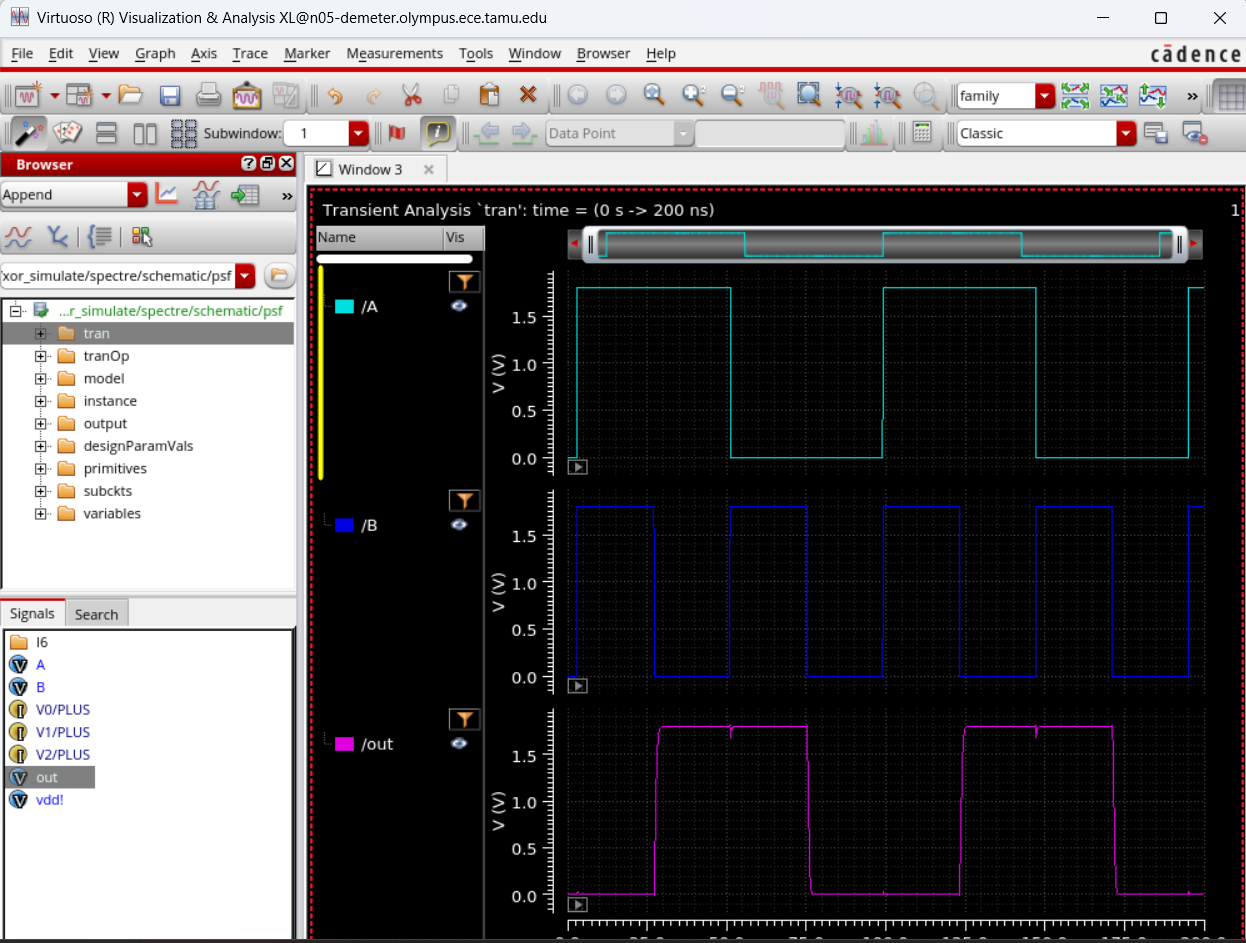 Virtuoso (R) Visualization & Analysis XL@n05-demeter.olympus.ece.tamu.edu
File Edit View Graph Axis Trace Marker Measurements Tools Window Browser Help
cādence
family
Subwindow: 1
Data Point
Classic
Browser
Window 3
Append
xor_simulate/spectre/schematic/psf
...r_simulate/spectre/schematic/psf
tran
tranOp
model
instance
output
designParamVals
primitives
subckts
variables
Signals Search
I6
A
B
V0/PLUS
V1/PLUS
V2/PLUS
out
vdd!
Transient Analysis `tran': time = (0 s -> 200 ns) 1
Name Vis
/A
V (V)
1.5
1.0
0.5
0.0
/B
V (V)
1.5
1.0
0.5
0.0
/out
V (V)
1.5
1.0
0.5
0.0